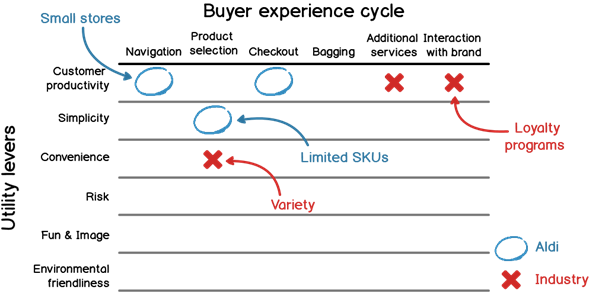 Buyer experience cycle
Small stores
Navigation
Product
selection
Checkout
Bagging
Additional
services
Interaction
with brand
Utility levers
Customer
productivity
Simplicity
Loyalty
programs
Convenience
Limited SKUs
Risk
Variety
Fun & Image
Aldi
Environmental
friendliness
Industry